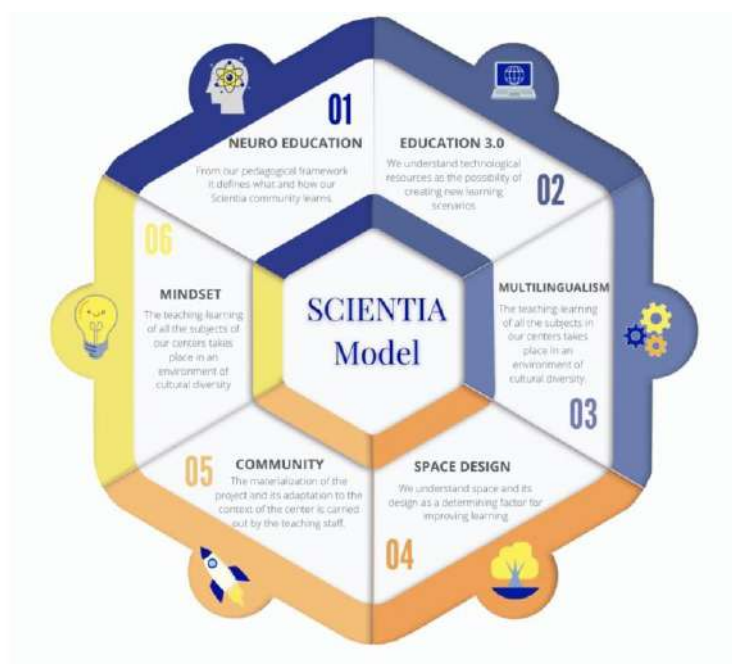 01
NEURO EDUCATION
From our pedagogical framework
it defines what and how our
Scientia community learns.
EDUCATION 3.0
We understand technological
resources as the possibility of
creating new learning
scenarios.
02
MULTILINGUALISM
The teaching-learning
of all the subjects in
our centers takes
place in an
environment of
cultural diversity.
03
SPACE DESIGN
We understand space and its
design as a determining factor for
improving learning.
04
05
COMMUNITY
The materialization of the
project and its adaptation to the
context of the center is carried
out by the teaching staff.
06
MINDSET
The teaching-learning
of all the subjects of
our centers takes
place in an
environment of
cultural diversity
SCIENTIA
Model